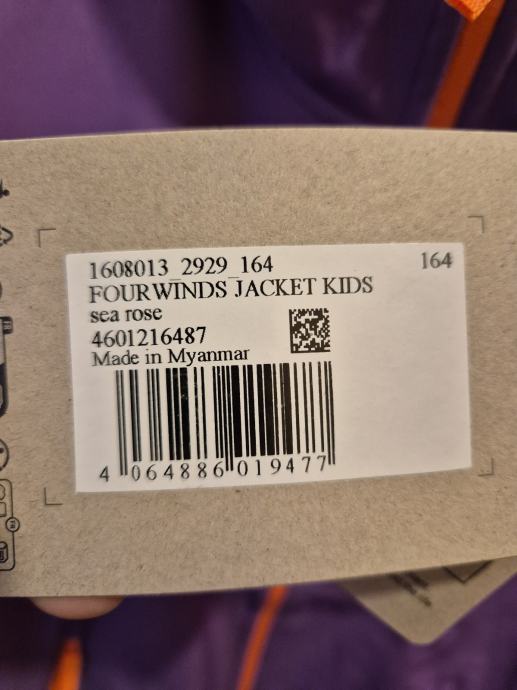 1608013_2929_164 164
FOURWINDS JACKET KIDS
sea rose
4601216487
Made in Myanmar
4 064886 019477